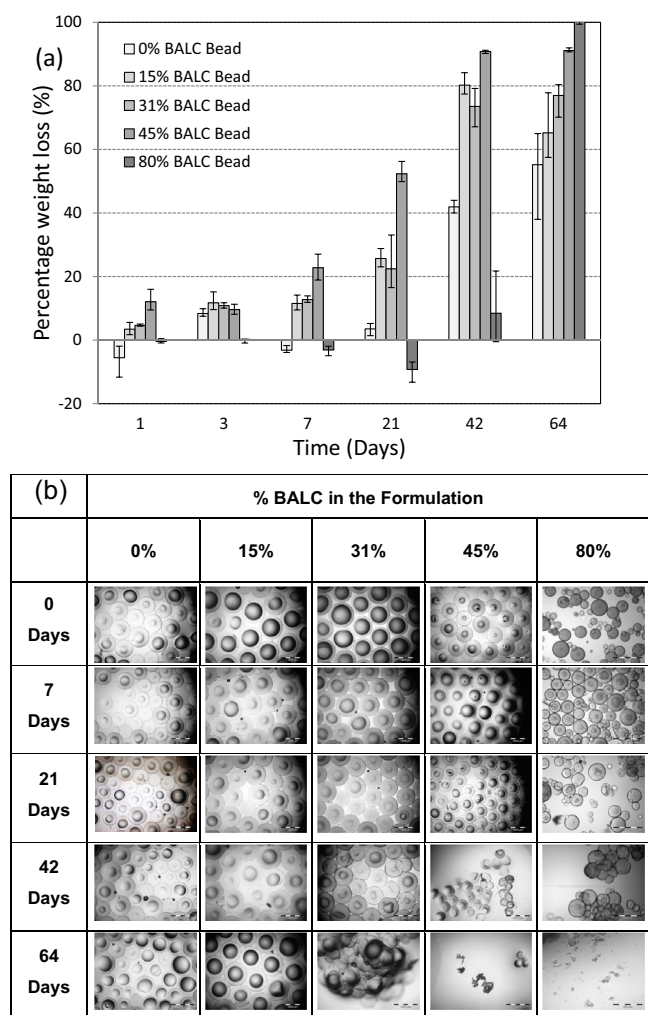 (a)
0% BALC Bead
15% BALC Bead
31% BALC Bead
45% BALC Bead
80% BALC Bead
Percentage weight loss (%)
100
80
60
40
20
0
-20
1 3 7 21 42 64
Time (Days)
(b)
% BALC in the Formulation
0% 15% 31% 45% 80%
0
Days
7
Days
21
Days
42
Days
64
Days